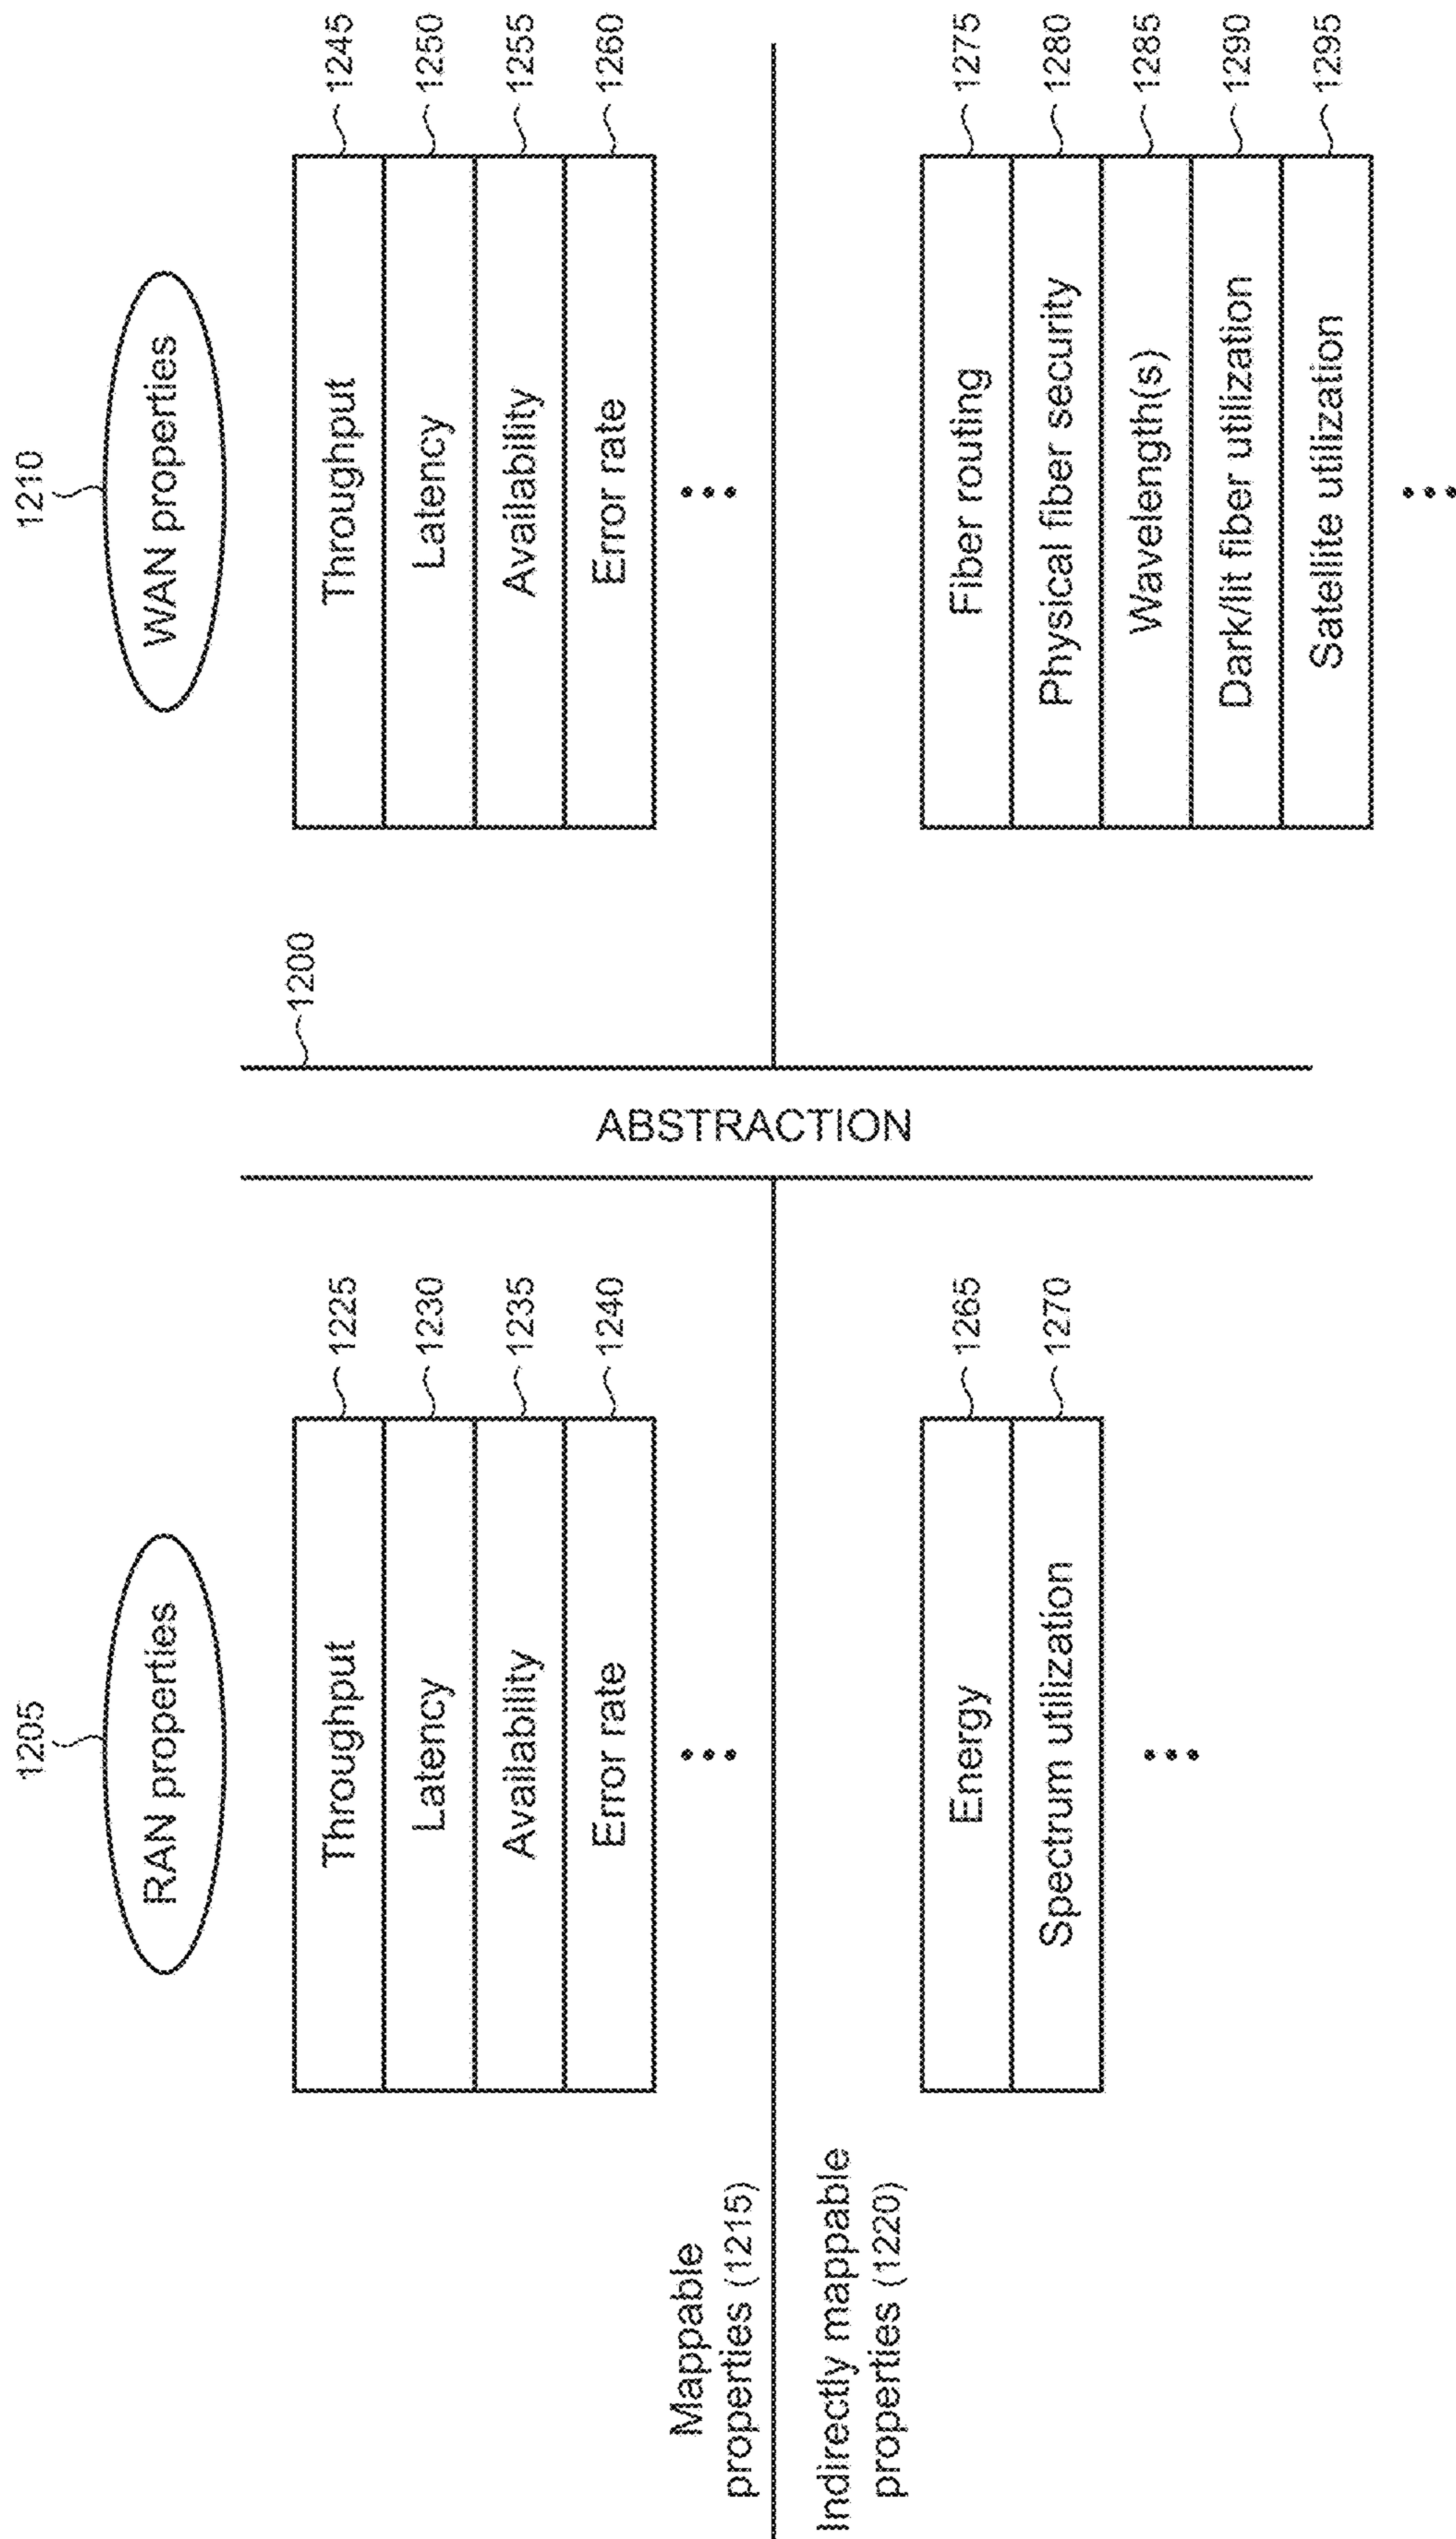 1205
RAN properties
1210
WAN properties
1200
ABSTRACTION
Mappable
properties (1215)
Throughput
1225
Latency
1230
Availability
1235
Error rate
1240
Throughput
1245
Latency
1250
Availability
1255
Error rate
1260
Indirectly mappable
properties (1220)
Energy
1265
Spectrum utilization
1270
Fiber routing
1275
Physical fiber security
1280
Wavelength(s)
1285
Dark/lit fiber utilization
1290
Satellite utilization
1295